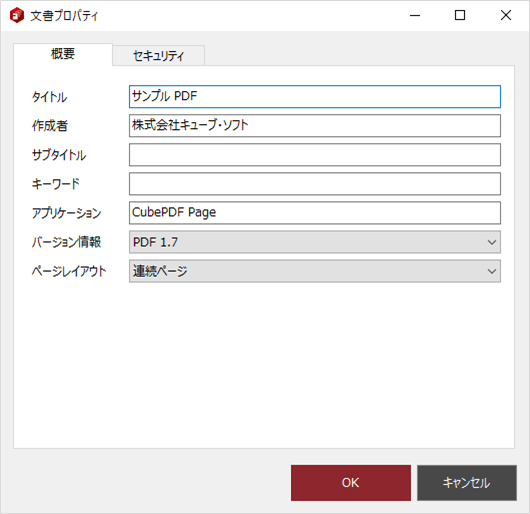 文書プロパティ
概要
セキュリティ
タイトル
サンプル PDF
作成者
株式会社キューブ・ソフト
サブタイトル
キーワード
アプリケーション
CubePDF Page
バージョン情報
PDF 1.7
ページレイアウト
連続ページ
OK
キャンセル